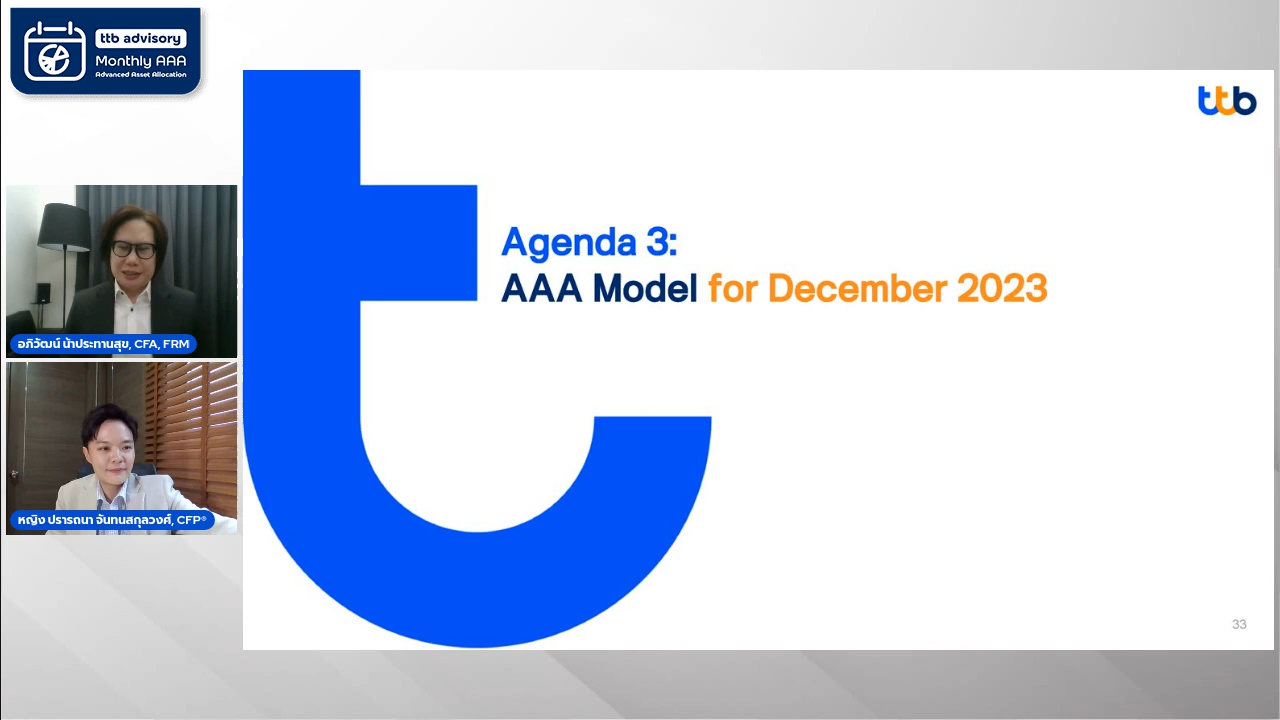 ttb advisory
Monthly AAA
Advanced Asset Allocation
ttb
Agenda 3:
AAA Model for December 2023
อภิวัฒน์ น้าประทานสุข, CFA, FRM
หญิง ปรารถนา จันทนสกุลวงศ์, CFP®
33